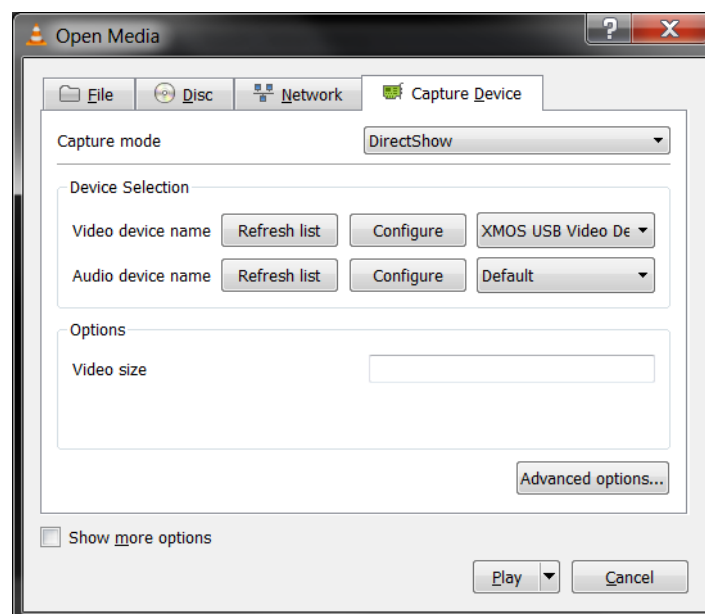 Open Media
File Disc Network Capture Device
Capture mode DirectShow
Device Selection
Video device name Refresh list Configure XMOS USB Video De
Audio device name Refresh list Configure Default
Options
Video size
Advanced options...
Show more options
Play Cancel